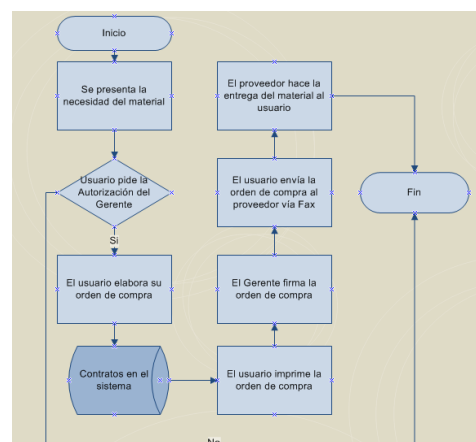 Inicio
Se presenta la
necesidad del material
Usuario pide la
Autorización del
Gerente
Si
El usuario elabora su
orden de compra
Contratos en el
sistema
El usuario imprime la
orden de compra
El Gerente firma la
orden de compra
El usuario envía la
orden de compra al
proveedor vía Fax
El proveedor hace la
entrega del material al
usuario
Fin
No